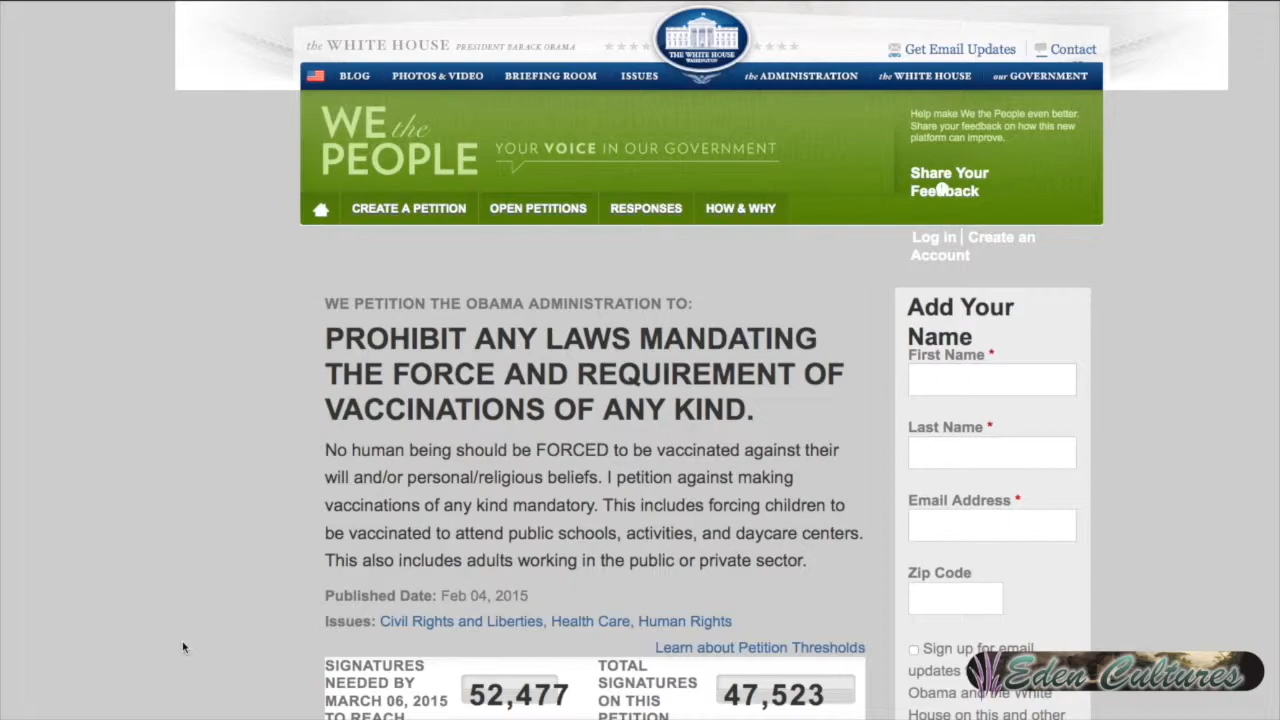 the WHITE HOUSE PRESIDENT BARACK OBAMA
THE WHITE HOUSE
WASHINGTON
Get Email Updates
Contact
BLOG
PHOTOS & VIDEO
BRIEFING ROOM
ISSUES
the ADMINISTRATION
the WHITE HOUSE
our GOVERNMENT
WE the
PEOPLE
YOUR VOICE IN OUR GOVERNMENT
Help make We the People even better.
Share your feedback on how this new
platform can improve.
Share Your
Feedback
CREATE A PETITION
OPEN PETITIONS
RESPONSES
HOW & WHY
Log in | Create an
Account
WE PETITION THE OBAMA ADMINISTRATION TO:
PROHIBIT ANY LAWS MANDATING
THE FORCE AND REQUIREMENT OF
VACCINATIONS OF ANY KIND.
No human being should be FORCED to be vaccinated against their
will and/or personal/religious beliefs. I petition against making
vaccinations of any kind mandatory. This includes forcing children to
be vaccinated to attend public schools, activities, and daycare centers.
This also includes adults working in the public or private sector.
Published Date: Feb 04, 2015
Issues: Civil Rights and Liberties, Health Care, Human Rights
Learn about Petition Thresholds
SIGNATURES
NEEDED BY
MARCH 06, 2015
TO REACH
52,477
TOTAL
SIGNATURES
ON THIS
PETITION
47,523
Add Your
Name
First Name *
Last Name *
Email Address *
Zip Code
Sign up for email
updates
Obama and the White
House on this and other
Eden Cultures